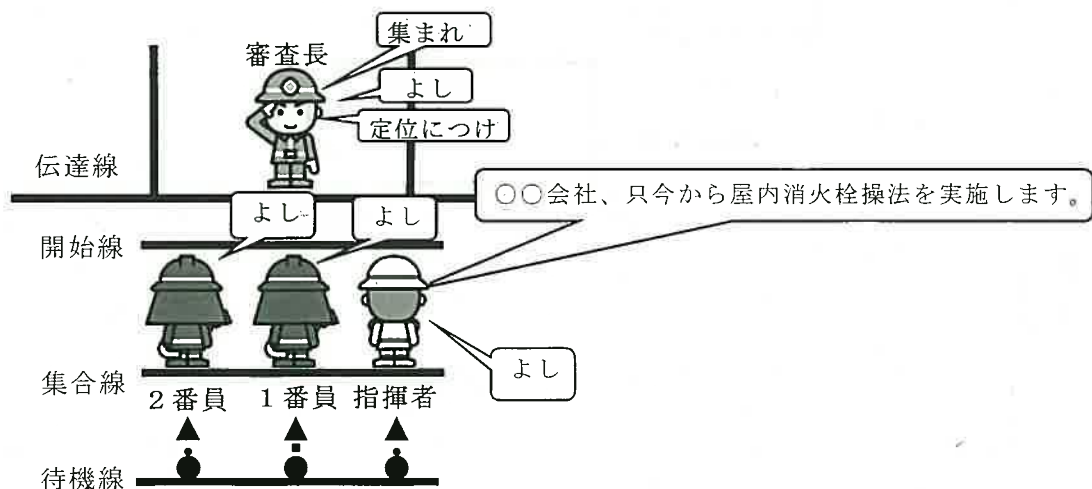 集まれ
審査長
よし
定位につけ
伝達線
○○会社、只今から屋内消火栓操法を実施します。
よし
よし
開始線
よし
集合線
2番員
1番員
指揮者
待機線